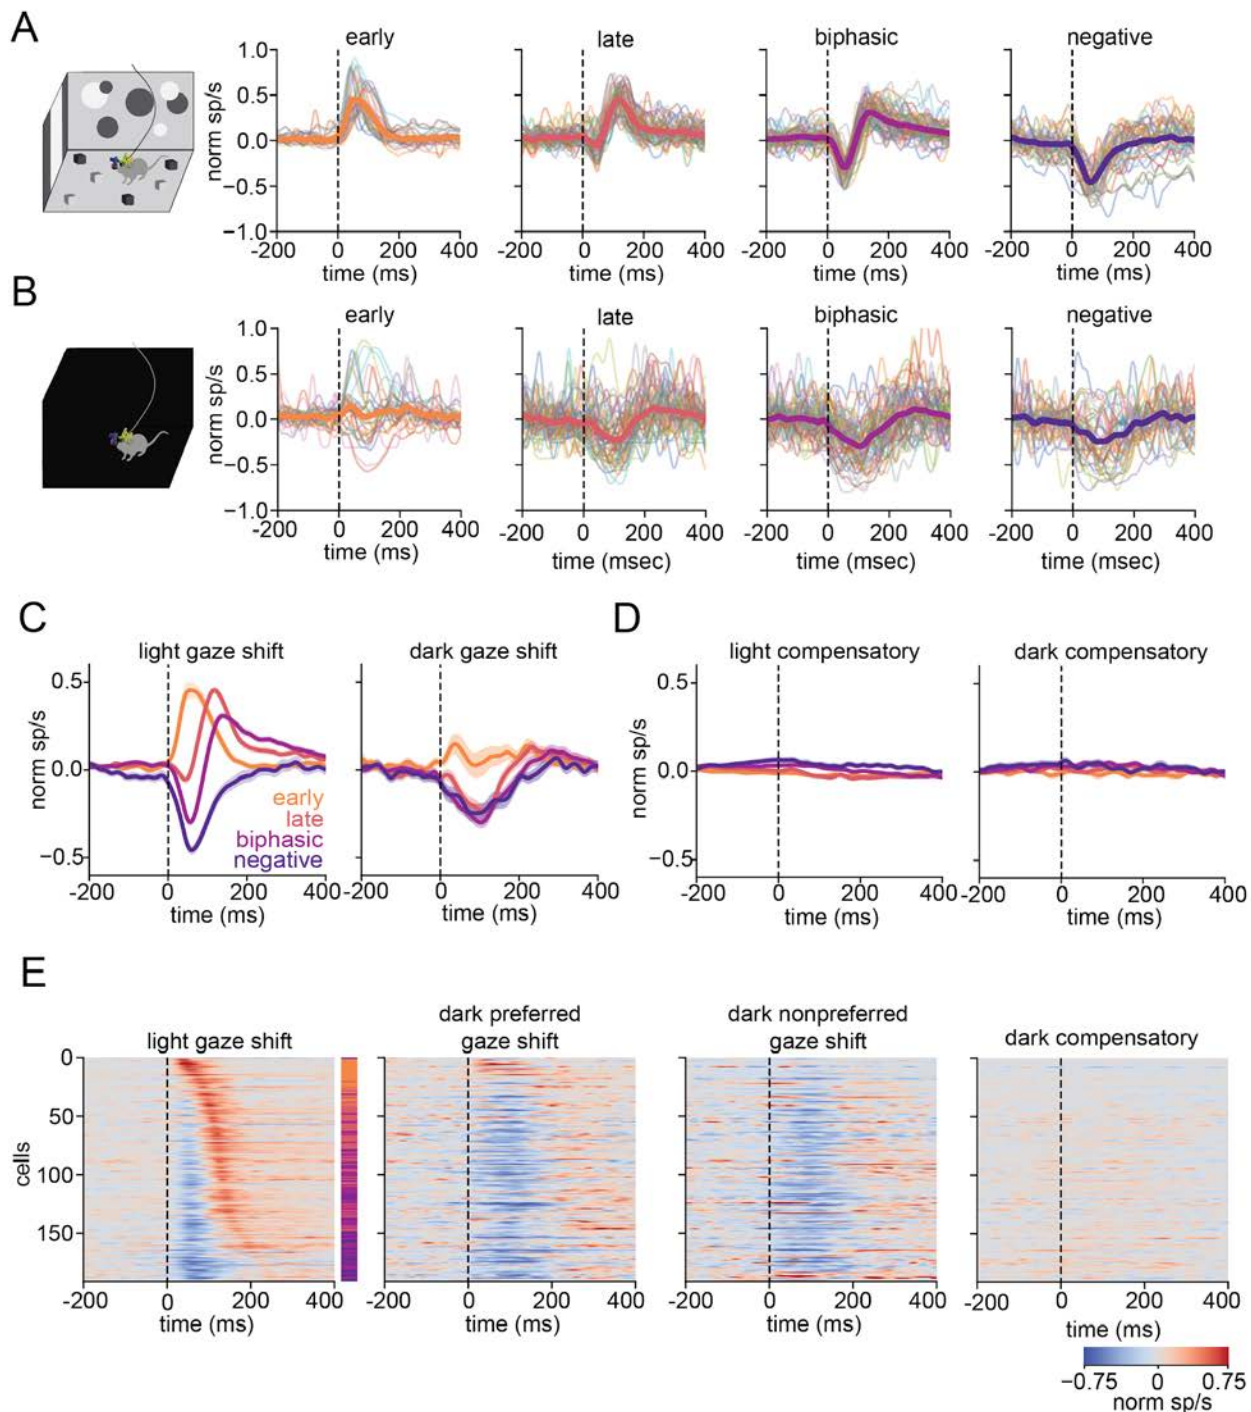 A
early
late
biphasic
negative
norm sp/s
1.0
0.5
0.0
−0.5
−1.0
-200 0 200 400
-200 0 200 400
-200 0 200 400
-200 0 200 400
time (ms)
time (ms)
time (ms)
time (ms)
B
early
late
biphasic
negative
norm sp/s
1.0
0.5
0.0
−0.5
−1.0
-200 0 200 400
-200 0 200 400
-200 0 200 400
-200 0 200 400
time (ms)
time (msec)
time (msec)
time (ms)
C
light gaze shift
dark gaze shift
norm sp/s
0.5
0.0
−0.5
early
late
biphasic
negative
-200 0 200 400
-200 0 200 400
time (ms)
time (ms)
D
light compensatory
dark compensatory
norm sp/s
0.5
0.0
−0.5
-200 0 200 400
-200 0 200 400
time (ms)
time (ms)
E
light gaze shift
dark preferred
gaze shift
dark nonpreferred
gaze shift
dark compensatory
cells
0
50
100
150
-200 0 200 400
-200 0 200 400
-200 0 200 400
-200 0 200 400
time (ms)
time (ms)
time (ms)
time (ms)
−0.75 0 0.75
norm sp/s